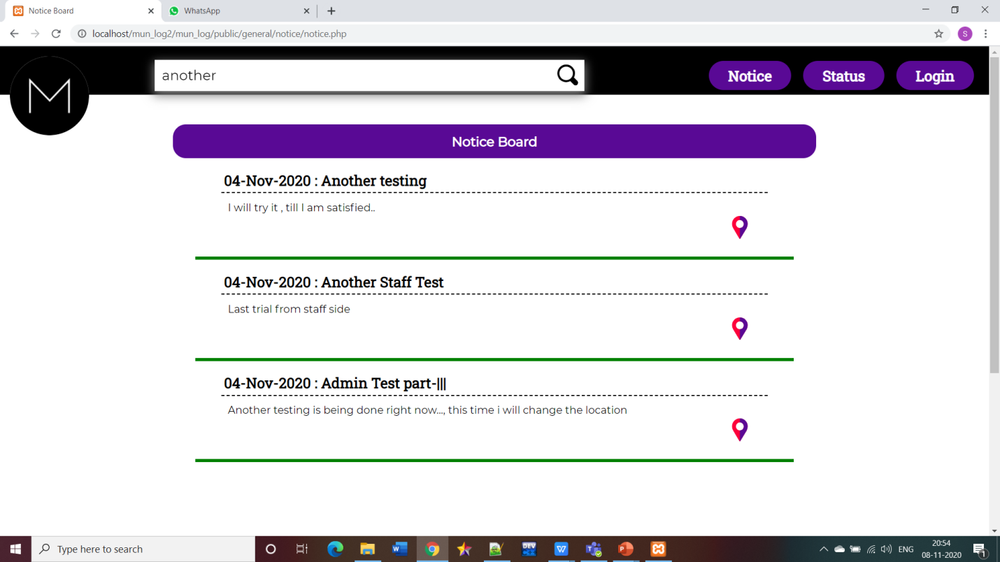 Notice Board
WhatsApp
localhost/mun_log2/mun_log/public/general/notice/notice.php
S
M
another
Notice
Status
Login
Notice Board
04-Nov-2020 : Another testing
I will try it , till I am satisfied..
04-Nov-2020 : Another Staff Test
Last trial from staff side
04-Nov-2020 : Admin Test part-|||
Another testing is being done right now..., this time i will change the location
Type here to search
DEV
ENG
20:54
08-11-2020
1